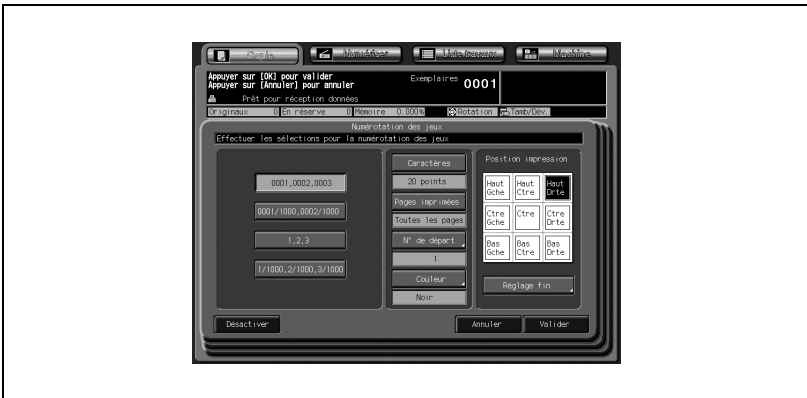 Copie Numériser Liste travaux Machine
Appuyer sur [OK] pour valider
Appuyer sur [Annuler] pour annuler
Exemplaires 0001
Prêt pour réception données
Originaux 0 En réserve 0 Mémoire 0.000% Rotation Tamb/Dév.
Numérotation des jeux
Effectuer les sélections pour la numérotation des jeux
0001,0002,0003
0001/1000,0002/1000
1,2,3
1/1000,2/1000,3/1000
Caractères
20 points
Pages imprimées
Toutes les pages
N° de départ
1
Couleur
Noir
Position impression
Haut Gche
Haut Ctre
Haut Drte
Ctre Gche
Ctre
Ctre Drte
Bas Gche
Bas Ctre
Bas Drte
Réglage fin
Désactiver
Annuler
Valider